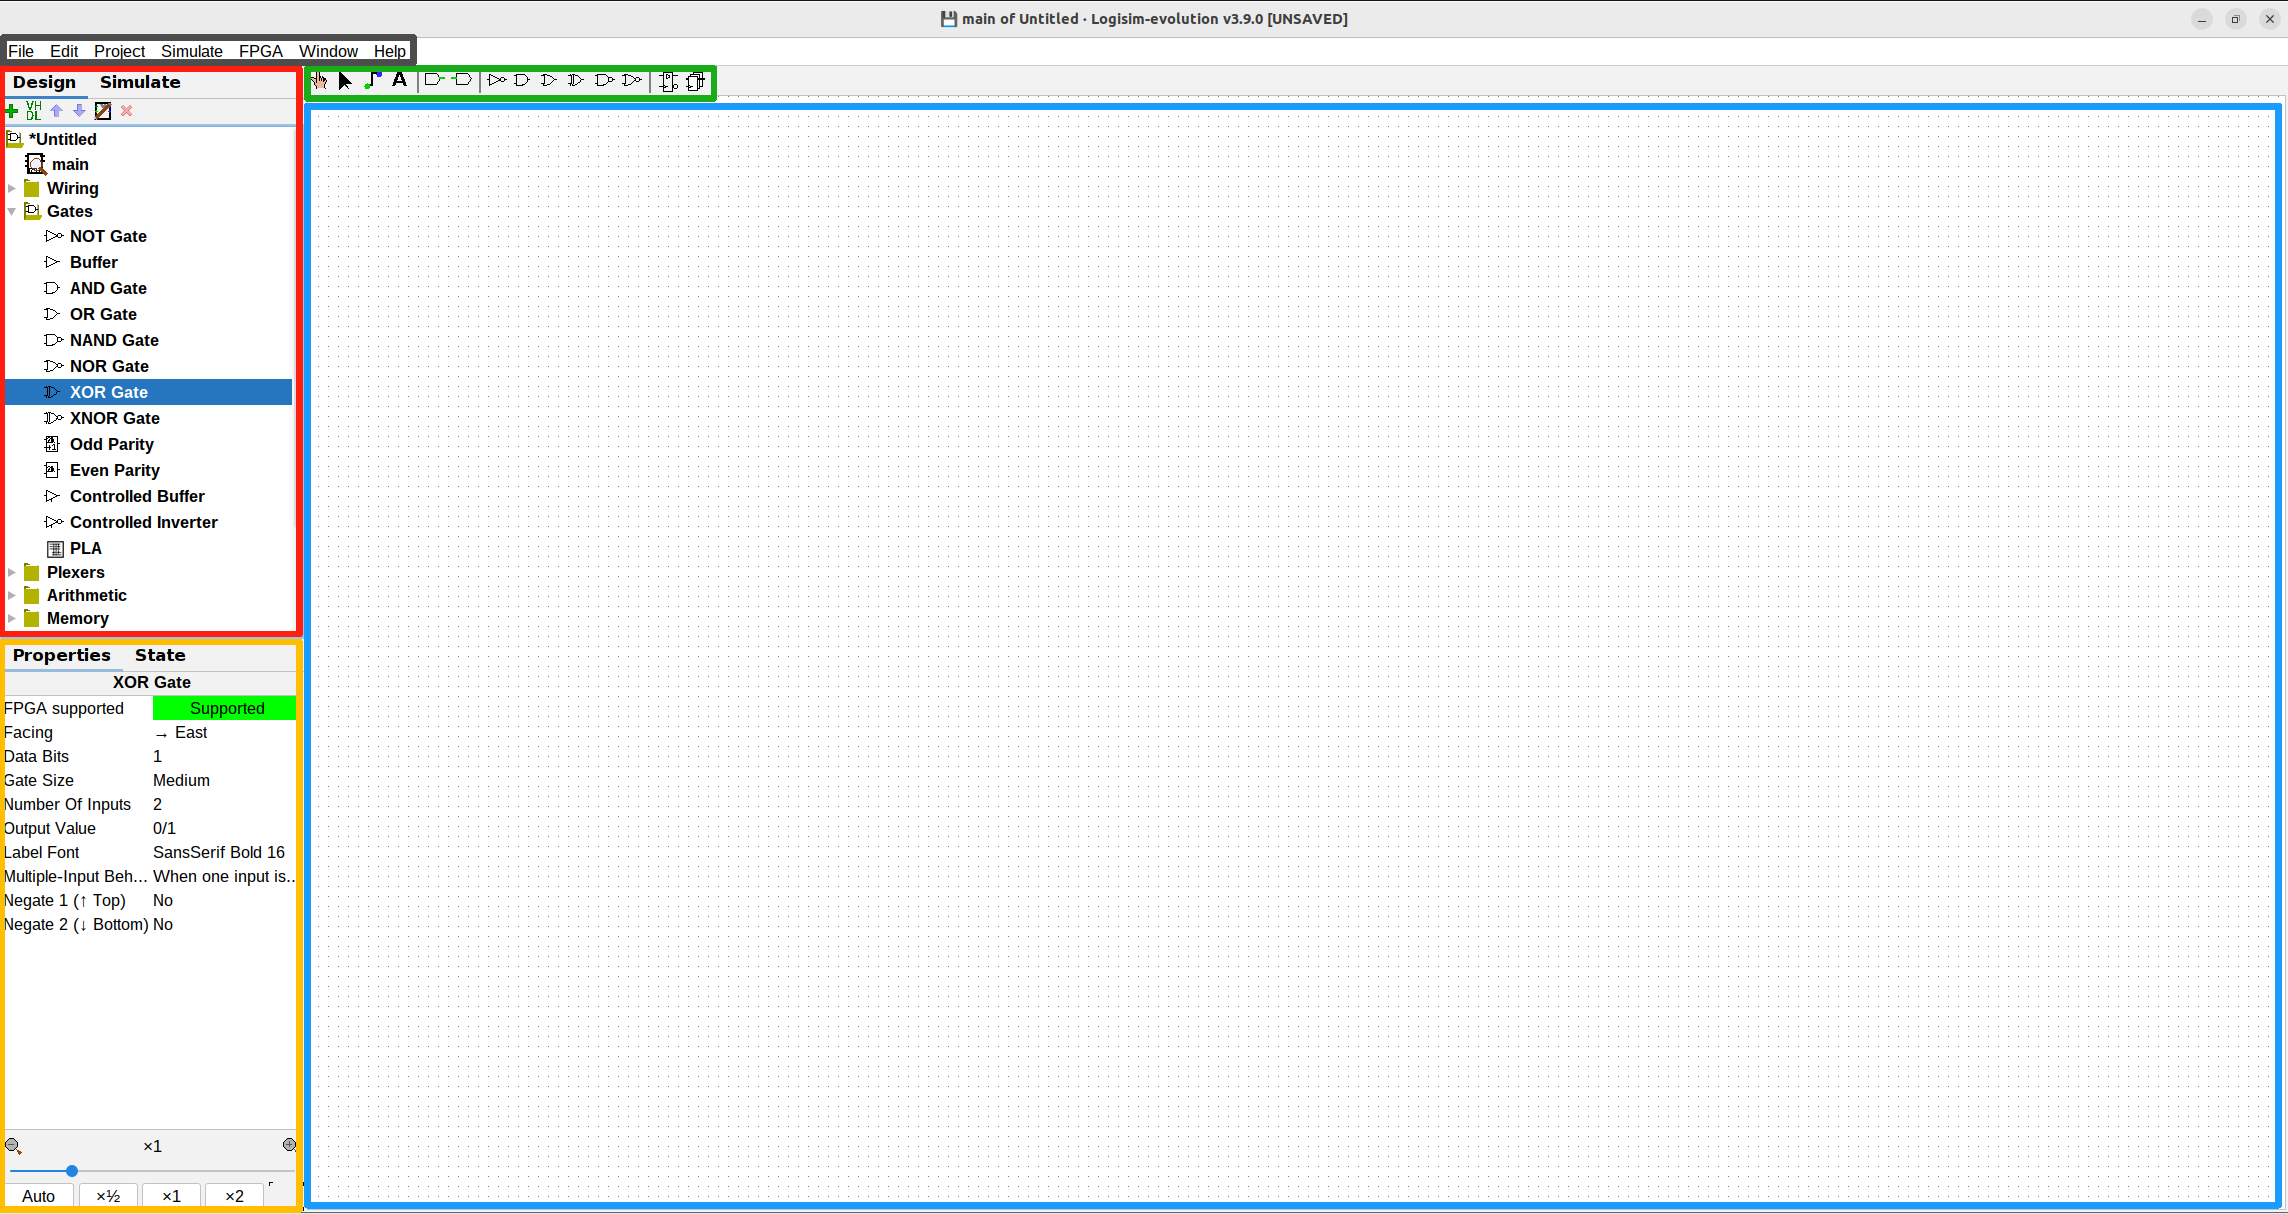 main of Untitled · Logisim-evolution v3.9.0 [UNSAVED]
File Edit Project Simulate FPGA Window Help
Design Simulate
VH
DL
A
*Untitled
main
Wiring
Gates
NOT Gate
Buffer
AND Gate
OR Gate
NAND Gate
NOR Gate
XOR Gate
XNOR Gate
Odd Parity
Even Parity
Controlled Buffer
Controlled Inverter
PLA
Plexers
Arithmetic
Memory
Properties State
XOR Gate
FPGA supported Supported
Facing → East
Data Bits 1
Gate Size Medium
Number Of Inputs 2
Output Value 0/1
Label Font SansSerif Bold 16
Multiple-Input Beh... When one input is...
Negate 1 (↑ Top) No
Negate 2 (↓ Bottom) No
×1
Auto ×½ ×1 ×2